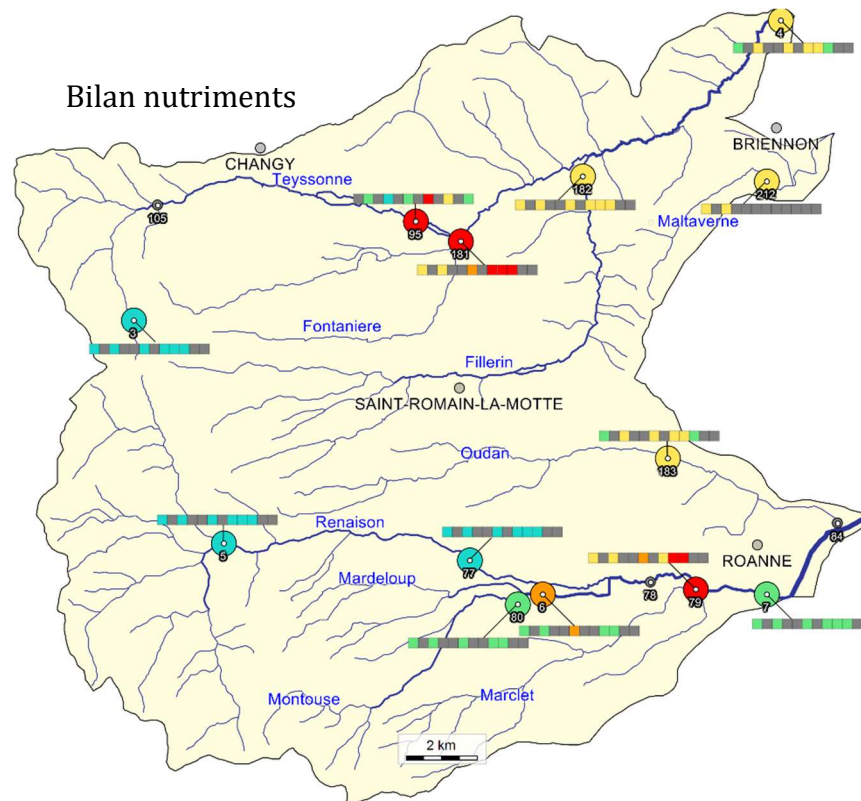 4
Bilan nutriments
BRIENNON
CHANGY
Teyssonne
182
212
105
95
Maltaverne
181
3
Fontaniere
Fillerin
SAINT-ROMAIN-LA-MOTTE
Oudan
183
Renaison
84
5
77
ROANNE
Mardeloup
78
79
7
6
80
Montouse
Marclet
2 km